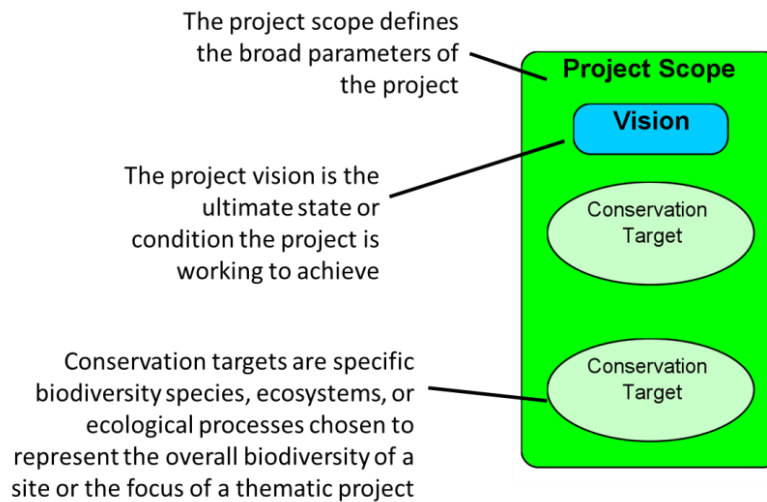 The project scope defines
the broad parameters of
the project
Project Scope
Vision
The project vision is the
ultimate state or
condition the project is
working to achieve
Conservation
Target
Conservation targets are specific
biodiversity species, ecosystems, or
ecological processes chosen to
represent the overall biodiversity of a
site or the focus of a thematic project
Conservation
Target